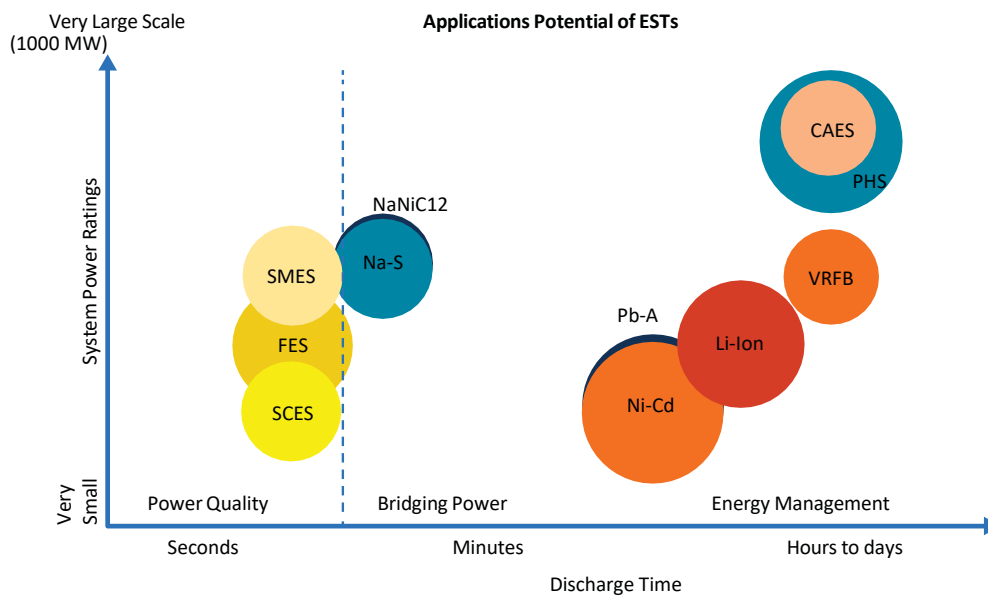 Very Large Scale
(1000 MW)
Applications Potential of ESTs
System Power Ratings
Very
Small
CAES
PHS
NaNiC12
Na-S
SMES
VRFB
Pb-A
FES
Li-Ion
SCES
Ni-Cd
Power Quality
Bridging Power
Energy Management
Seconds
Minutes
Hours to days
Discharge Time